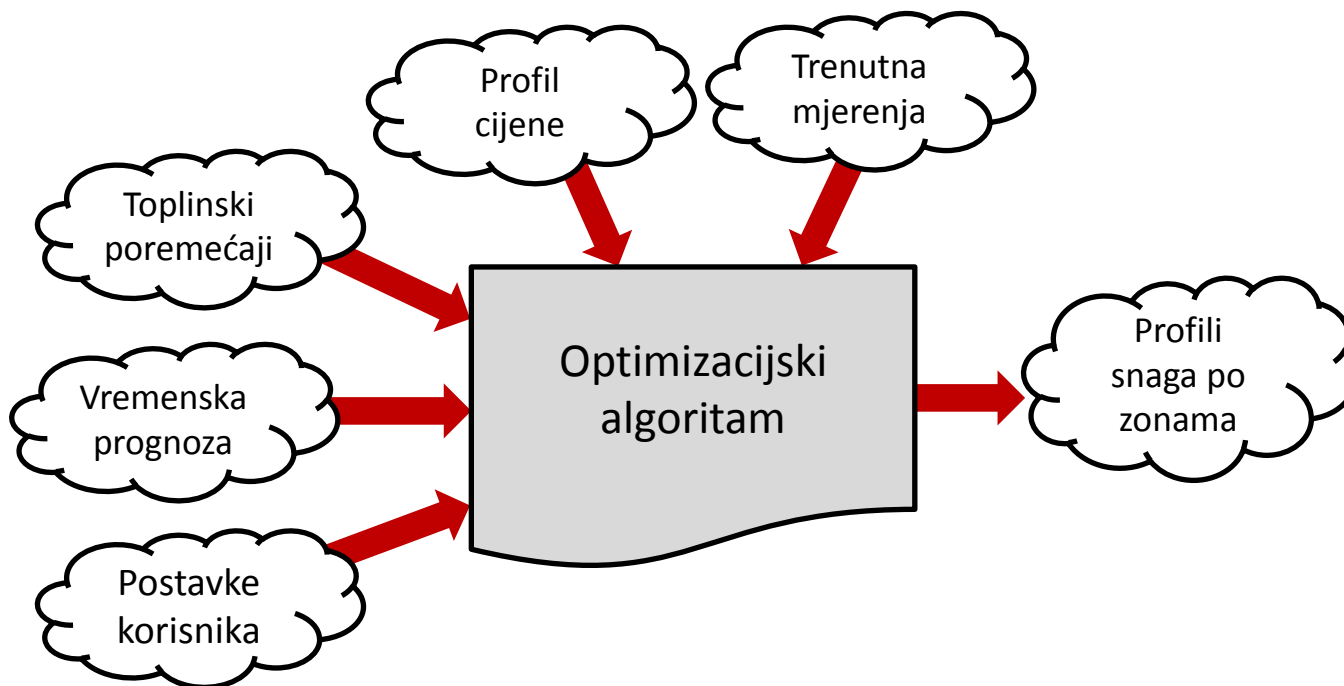 Profil
cijene
Trenutna
mjerenja
Toplinski
poremećaji
Vremenska
prognoza
Postavke
korisnika
Optimizacijski
algoritam
Profili
snaga po
zonama